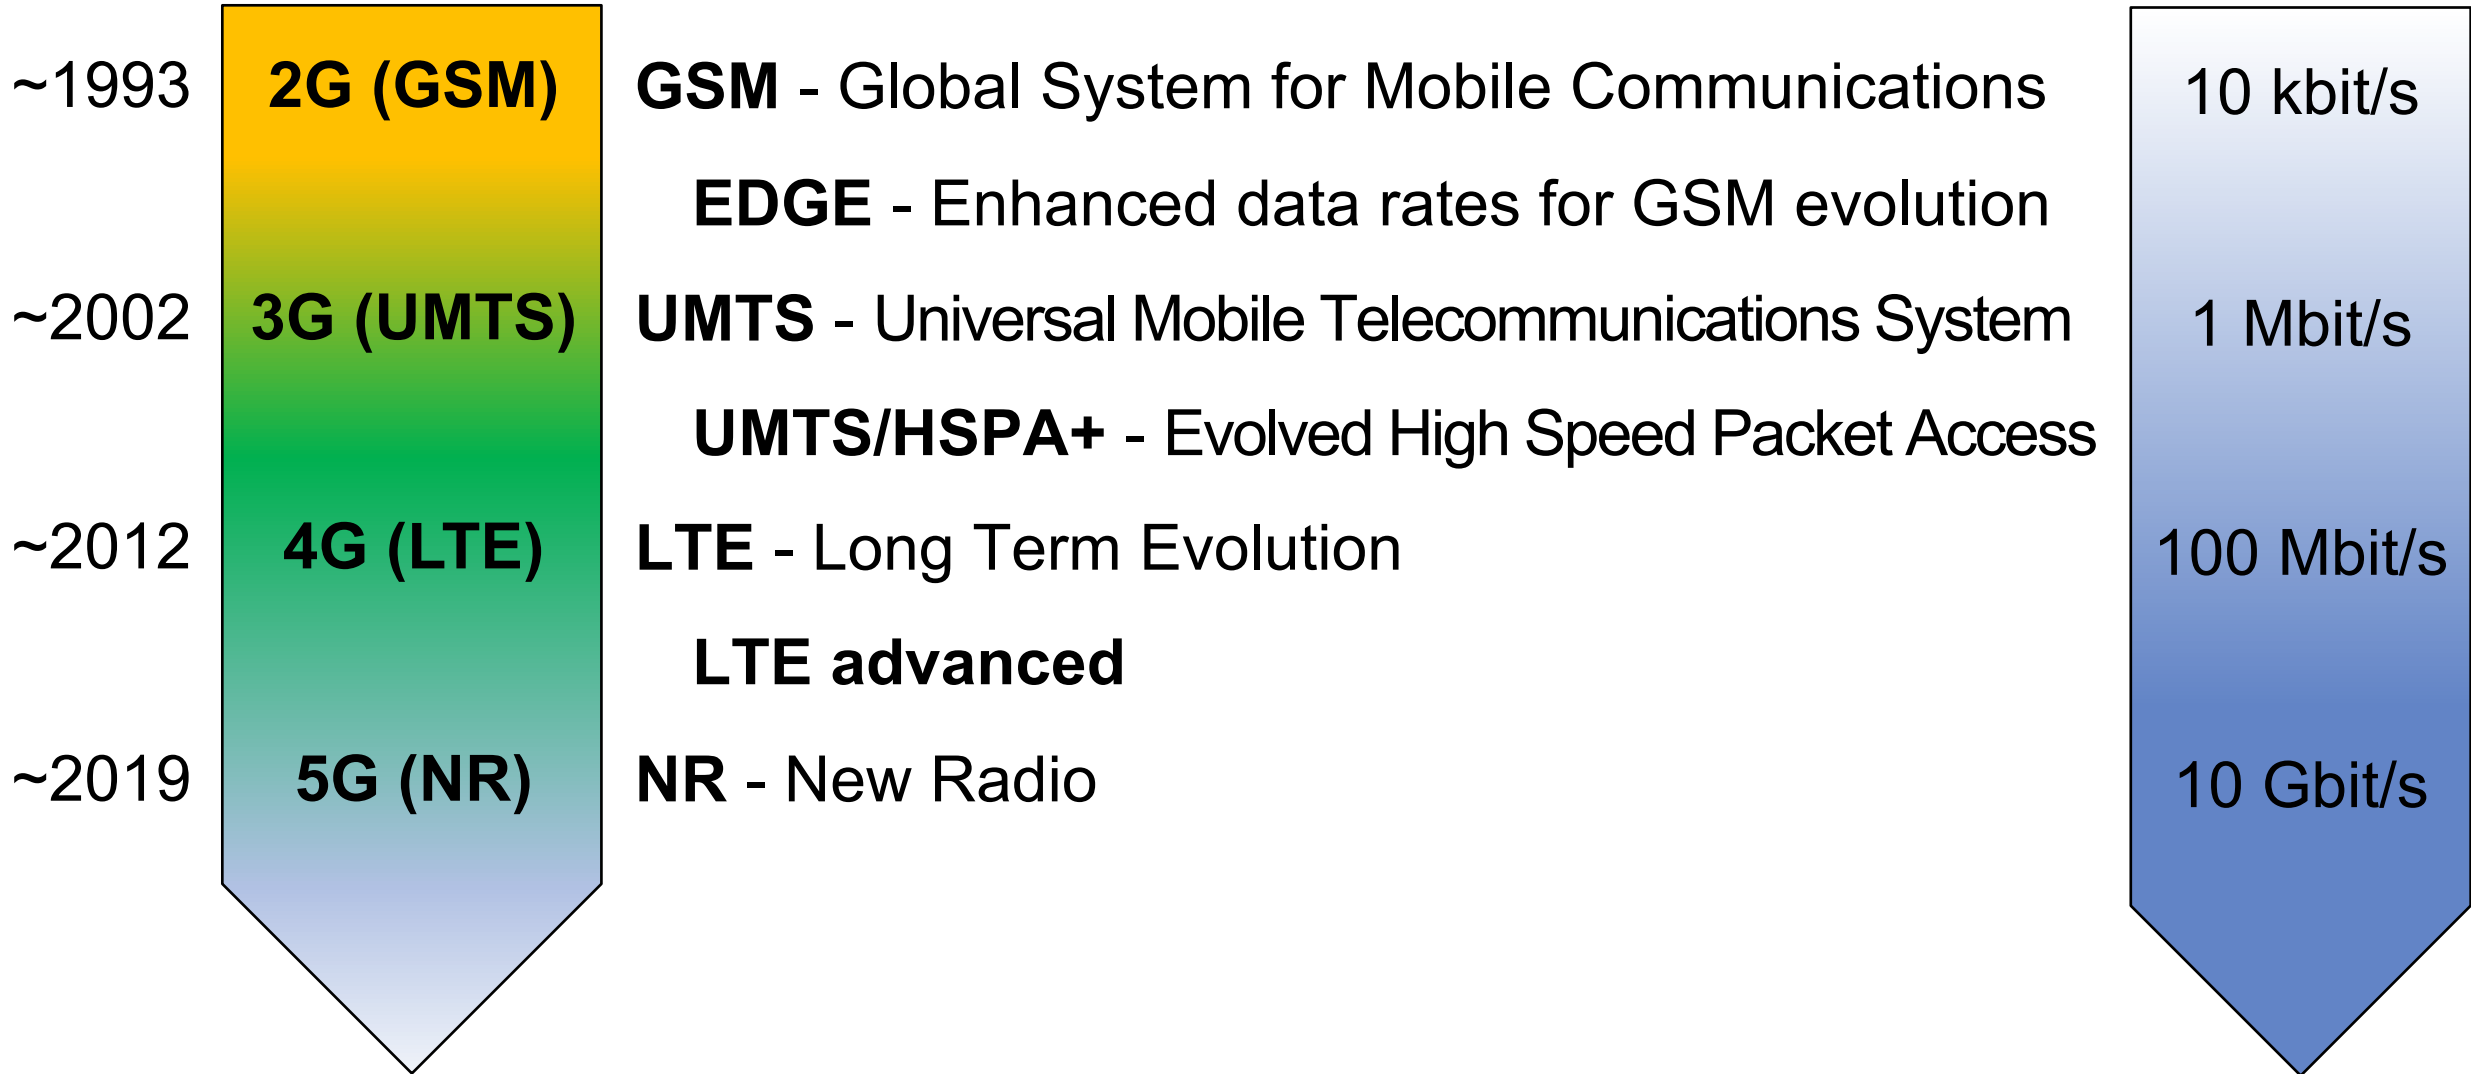 ~1993 2G (GSM) GSM - Global System for Mobile Communications 10 kbit/s
EDGE - Enhanced data rates for GSM evolution
~2002 3G (UMTS) UMTS - Universal Mobile Telecommunications System 1 Mbit/s
UMTS/HSPA+ - Evolved High Speed Packet Access
~2012 4G (LTE) LTE - Long Term Evolution 100 Mbit/s
LTE advanced
~2019 5G (NR) NR - New Radio 10 Gbit/s